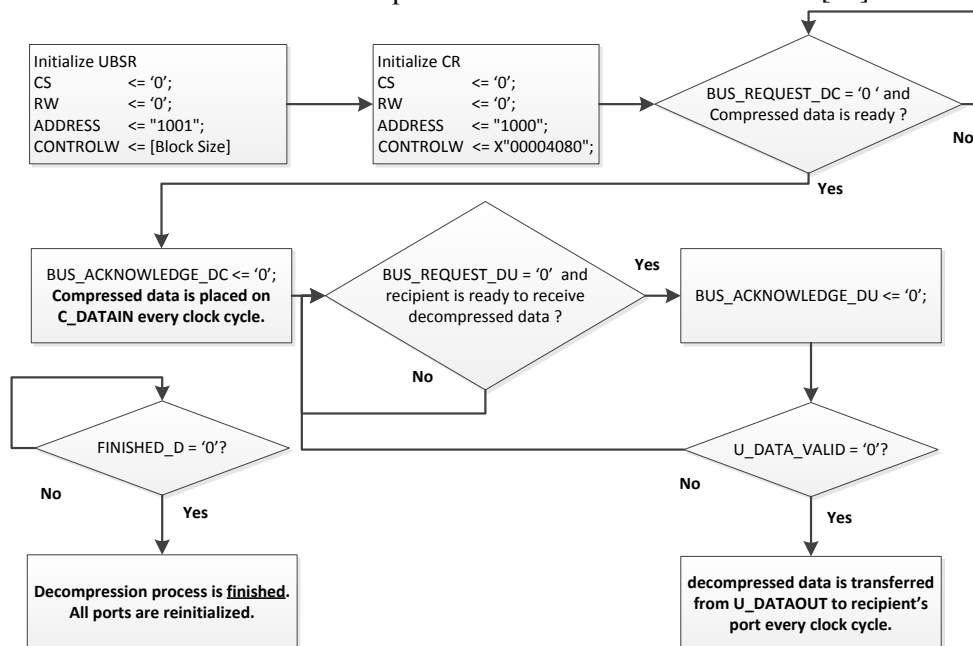 Initialize UBSR
CS <= ‘0’;
RW <= ‘0’;
ADDRESS <= "1001";
CONTROLW <= [Block Size]
Initialize CR
CS <= ‘0’;
RW <= ‘0’;
ADDRESS <= "1000";
CONTROLW <= X"00004080";
BUS_REQUEST_DC = ‘0 ‘ and
Compressed data is ready ?
No
Yes
BUS_ACKNOWLEDGE_DC <= ‘0’;
Compressed data is placed on
C_DATAIN every clock cycle.
BUS_REQUEST_DU = ‘0’ and
recipient is ready to receive
decompressed data ?
Yes
No
BUS_ACKNOWLEDGE_DU <= ‘0’;
FINISHED_D = ‘0’?
No
Yes
U_DATA_VALID = ‘0’?
No
Yes
Decompression process is finished.
All ports are reinitialized.
decompressed data is transferred
from U_DATAOUT to recipient’s
port every clock cycle.